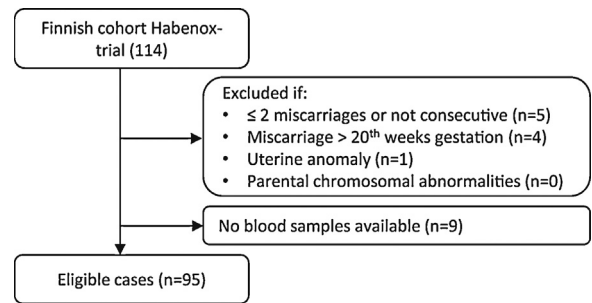 Finnish cohort Habenox-
trial (114)
Excluded if:
• ≤ 2 miscarriages or not consecutive (n=5)
• Miscarriage > 20th weeks gestation (n=4)
• Uterine anomaly (n=1)
• Parental chromosomal abnormalities (n=0)
No blood samples available (n=9)
Eligible cases (n=95)